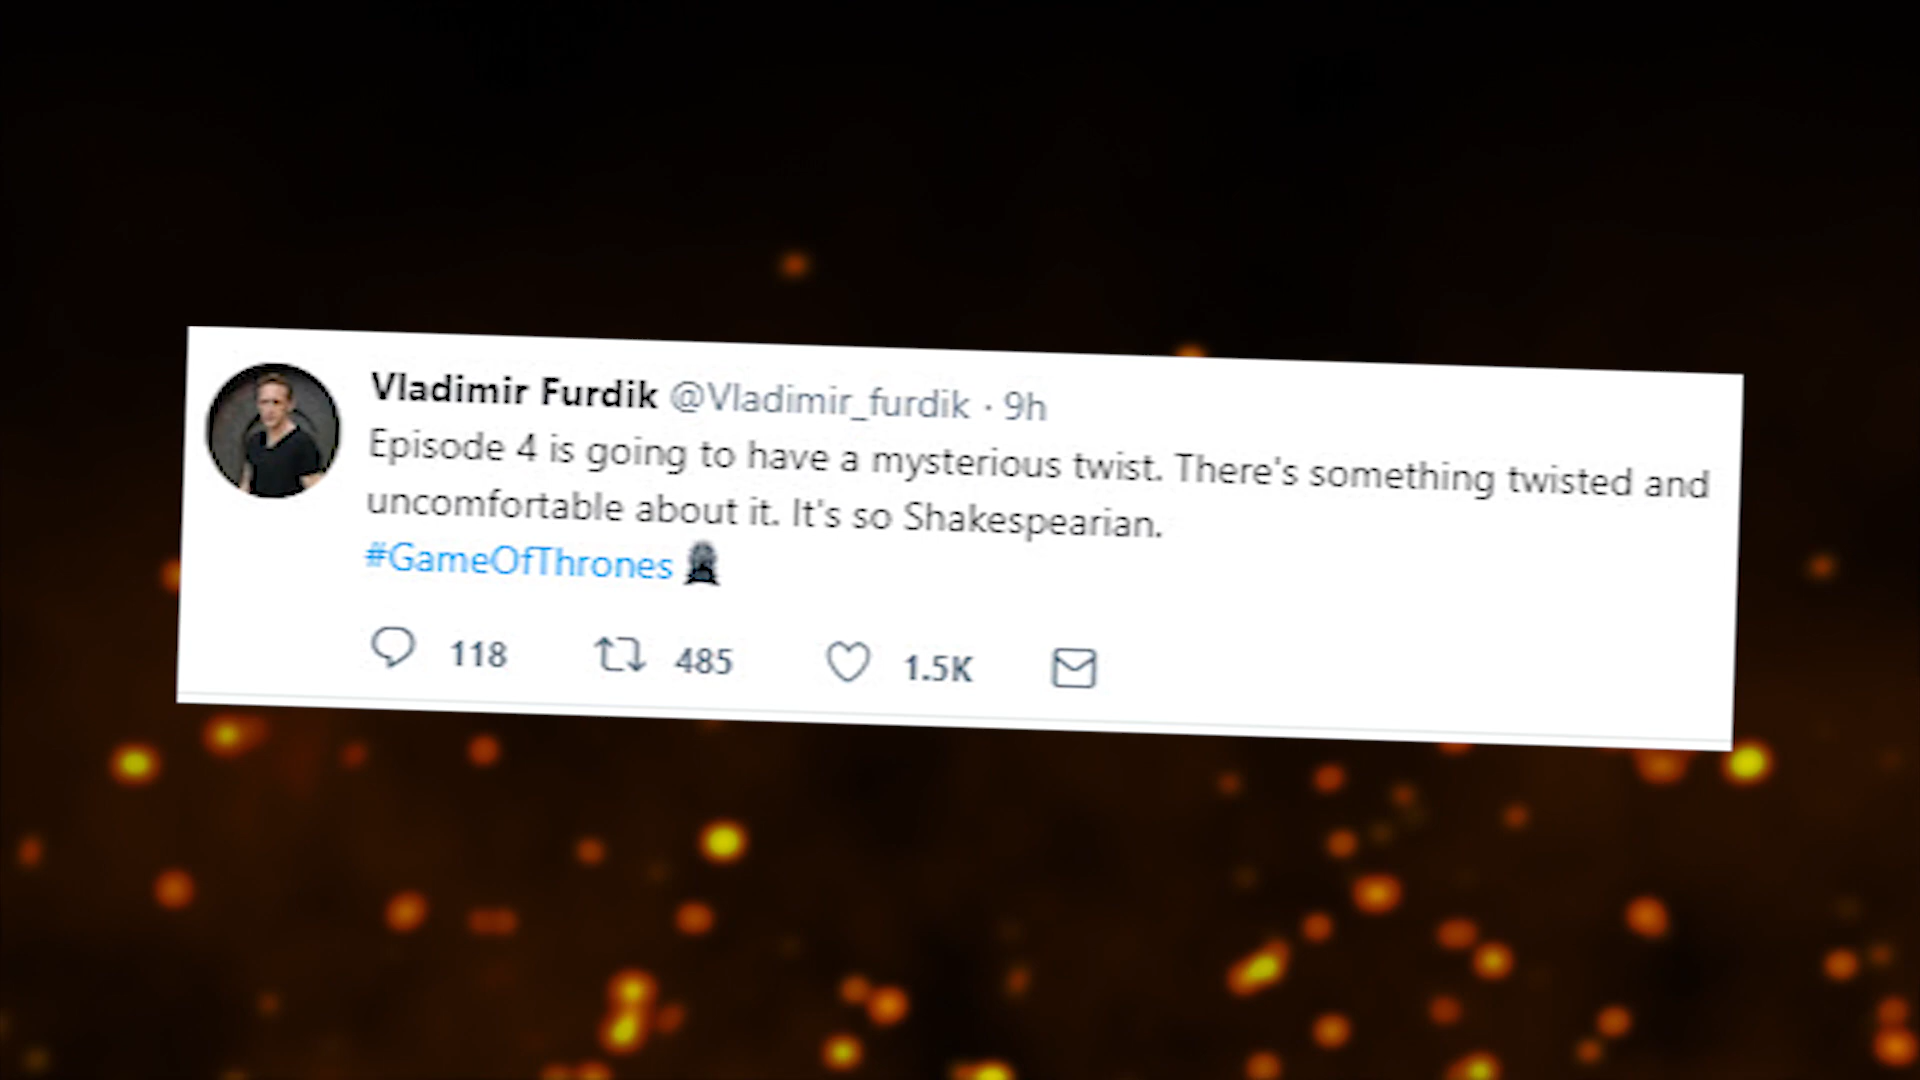 Vladimir Furdik @Vladimir_furdik · 9h
Episode 4 is going to have a mysterious twist. There's something twisted and
uncomfortable about it. It's so Shakespearian.
#GameOfThrones
118 485 1.5K